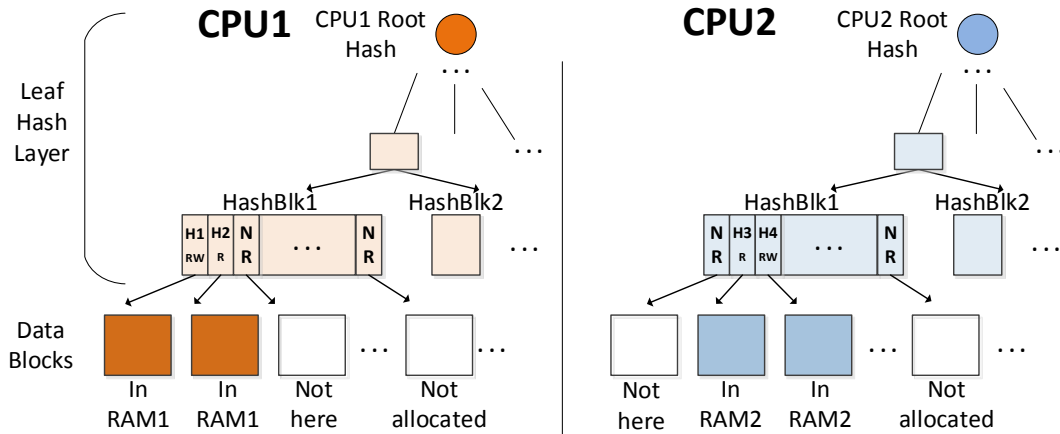 CPU1
CPU1 Root
Hash
...
Leaf
Hash
Layer
...
HashBlk1
HashBlk2
H1
RW
H2
R
N
R
...
N
R
...
Data
Blocks
...
...
In
RAM1
In
RAM1
Not
here
Not
allocated
CPU2
CPU2 Root
Hash
...
...
HashBlk1
HashBlk2
N
R
H3
R
H4
RW
...
N
R
...
...
...
Not
here
In
RAM2
In
RAM2
Not
allocated